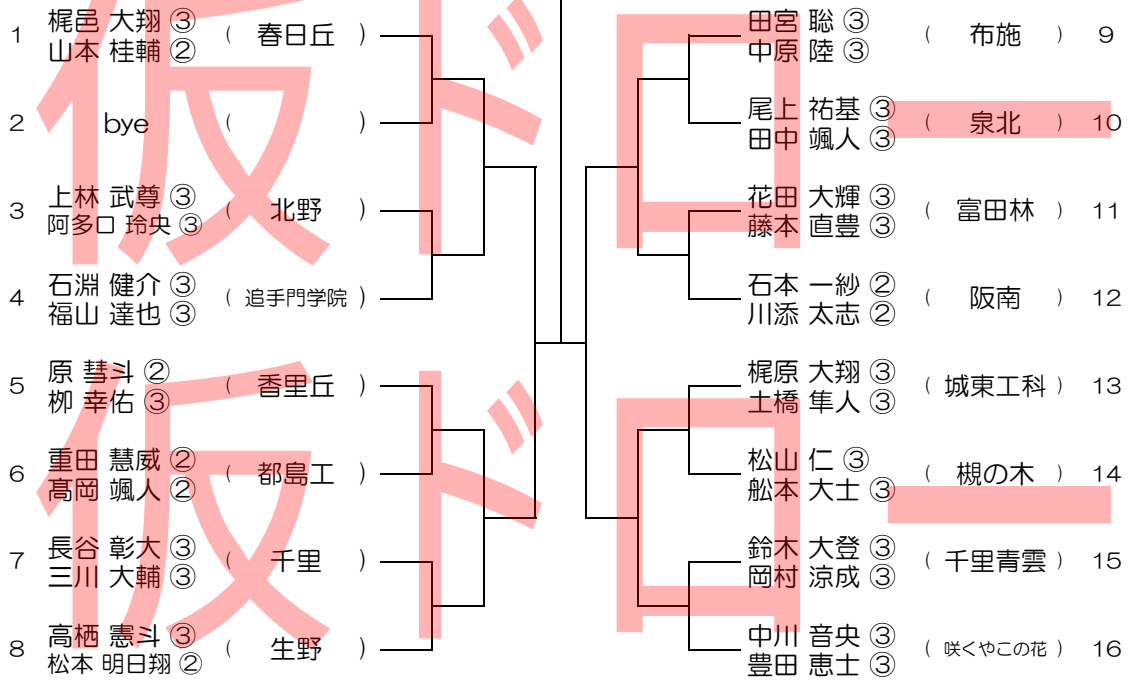 1 梶邑 大翔 ③
山本 桂輔 ② ( 春日丘 )
2 bye ( )
3 上林 武尊 ③
阿多口 玲央 ③ ( 北野 )
4 石淵 健介 ③
福山 達也 ③ ( 追手門学院 )
5 原 彗斗 ②
栁 幸佑 ③ ( 香里丘 )
6 重田 慧威 ②
髙岡 颯人 ② ( 都島工 )
7 長谷 彰大 ③
三川 大輔 ③ ( 千里 )
8 高栖 憲斗 ③
松本 明日翔 ② ( 生野 )
田宮 聡 ③
中原 陸 ③ ( 布施 ) 9
尾上 祐基 ③
田中 颯人 ③ ( 泉北 ) 10
花田 大輝 ③
藤本 直豊 ③ ( 富田林 ) 11
石本 一紗 ②
川添 太志 ② ( 阪南 ) 12
梶原 大翔 ③
土橋 隼人 ③ ( 城東工科 ) 13
松山 仁 ③
舩本 大士 ③ ( 槻の木 ) 14
鈴木 大登 ③
岡村 涼成 ③ ( 千里青雲 ) 15
中川 音央 ③
豊田 恵士 ③ ( 咲くやこの花 ) 16
仮ドロー
仮ドロー